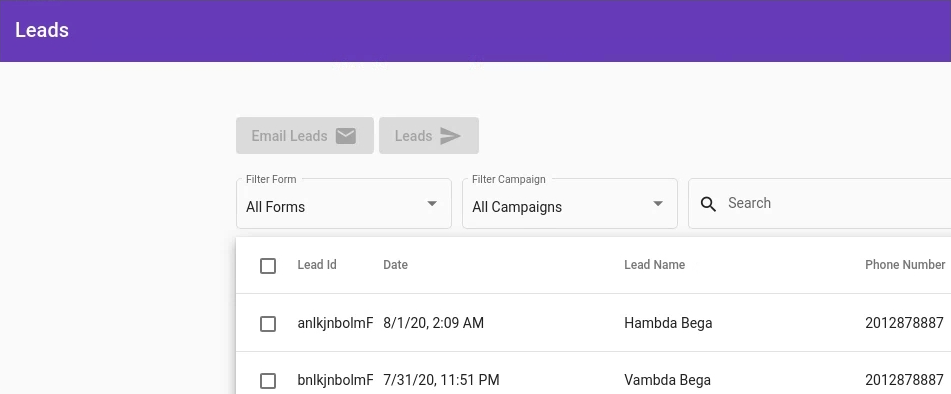 Leads
Email Leads Leads
Filter Form Filter Campaign
All Forms All Campaigns Search
Lead Id Date Lead Name Phone Number
anlkjnbolmF 8/1/20, 2:09 AM Hambda Bega 2012878887
bnlkjnbolmF 7/31/20, 11:51 PM Vambda Bega 2012878887